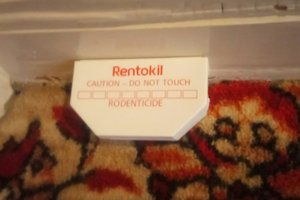 Rentokil
CAUTION – DO NOT TOUCH
RODENTICIDE